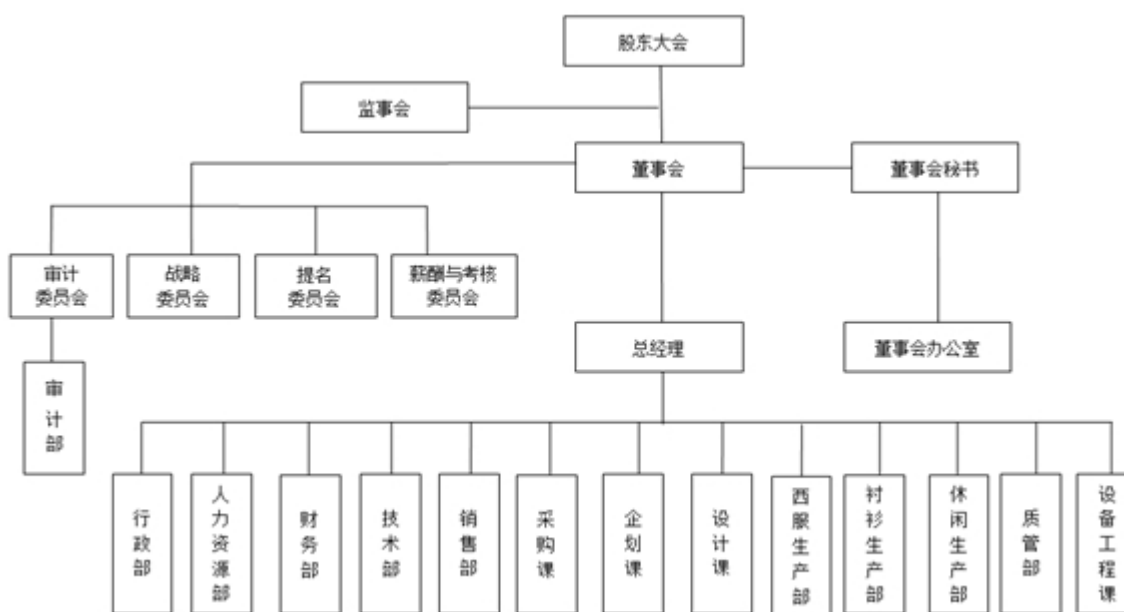 股东大会
监事会
董事会
董事会秘书
审计
委员会
战略
委员会
提名
委员会
薪酬与考核
委员会
总经理
董事会办公室
审计部
行政部
人力资源部
财务部
技术部
销售部
采购课
企划课
设计课
西服生产部
衬衫生产部
休闲生产部
质管部
设备工程课